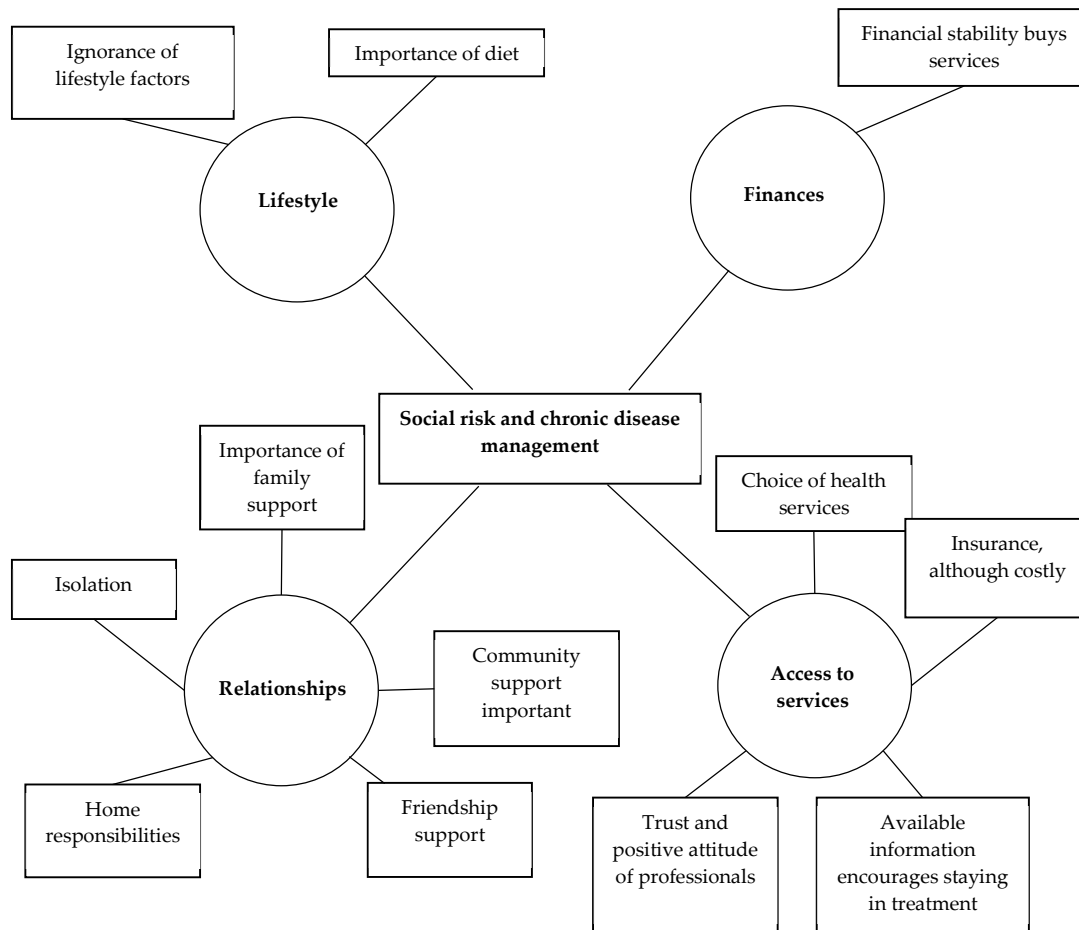 Ignorance of
lifestyle factors
Importance of diet
Financial stability buys
services
Lifestyle
Finances
Social risk and chronic disease
management
Importance of
family
support
Choice of health
services
Insurance,
although costly
Isolation
Community
support
important
Relationships
Access to
services
Home
responsibilities
Friendship
support
Trust and
positive attitude
of professionals
Available
information
encourages staying
in treatment